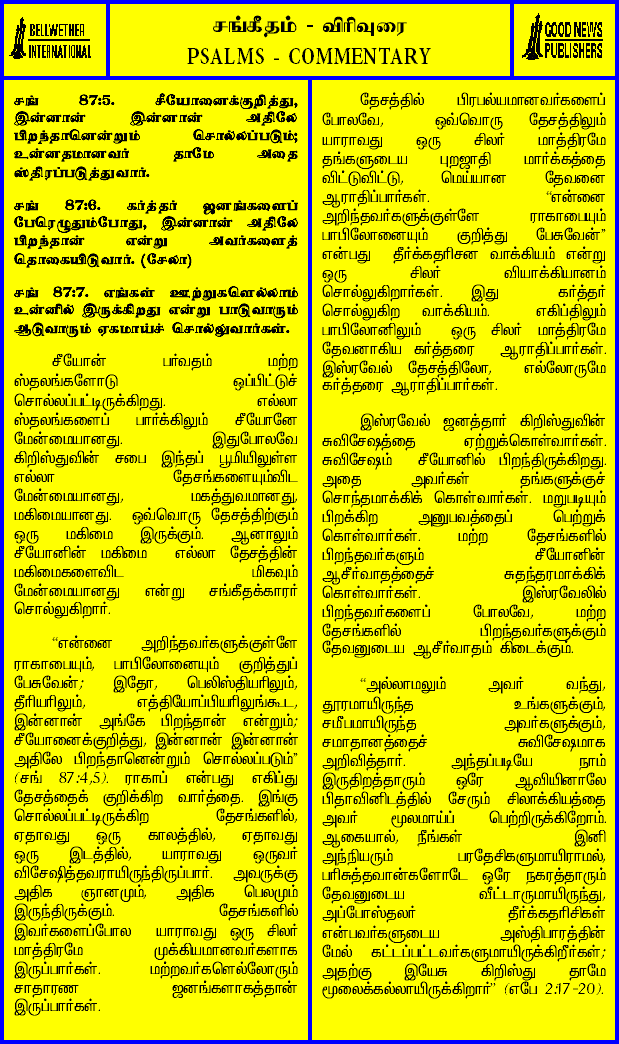 BELLWETHER
INTERNATIONAL
சங்கீதம் - விரிவுரை
PSALMS - COMMENTARY
GOOD NEWS
PUBLISHERS
சங் 87:5. சீயோனைக்குறித்து,
இன்னான் இன்னான் அதிலே
பிறந்தானென்றும் சொல்லப்படும்;
உன்னதமானவர் தாமே அதை
ஸ்திரப்படுத்துவார்.
சங் 87:6. கர்த்தர் ஜனங்களைப்
பேரெழுதும்போது, இன்னான் அதிலே
பிறந்தான் என்று அவர்களைத்
தொகையிடுவார். (சேலா)
சங் 87:7. எங்கள் ஊற்றுகளெல்லாம்
உன்னில் இருக்கிறது என்று பாடுவாரும்
ஆடுவாரும் ஏகமாய்ச் சொல்லுவார்கள்.
சீயோன் பர்வதம் மற்ற
ஸ்தலங்களோடு ஒப்பிட்டுச்
சொல்லப்பட்டிருக்கிறது. எல்லா
ஸ்தலங்களைப் பார்க்கிலும் சீயோனே
மேன்மையானது. இதுபோலவே
கிறிஸ்துவின் சபை இந்தப் பூமியிலுள்ள
எல்லா தேசங்களையும்விட
மேன்மையானது, மகத்துவமானது,
மகிமையானது. ஒவ்வொரு தேசத்திற்கும்
ஒரு மகிமை இருக்கும். ஆனாலும்
சீயோனின் மகிமை எல்லா தேசத்தின்
மகிமைகளைவிட மிகவும்
மேன்மையானது என்று சங்கீதக்காரர்
சொல்லுகிறார்.
“என்னை அறிந்தவர்களுக்குள்ளே
ராகாபையும், பாபிலோனையும் குறித்துப்
பேசுவேன்; இதோ, பெலிஸ்தியரிலும்,
தீரியரிலும், எத்தியோப்பியரிலுங்கூட,
இன்னான் அங்கே பிறந்தான் என்றும்;
சீயோனைக்குறித்து, இன்னான் இன்னான்
அதிலே பிறந்தானென்றும் சொல்லப்படும்”
(சங் 87:4,5). ராகாப் என்பது எகிப்து
தேசத்தைக் குறிக்கிற வார்த்தை. இங்கு
சொல்லப்பட்டிருக்கிற தேசங்களில்,
ஏதாவது ஒரு காலத்தில், ஏதாவது
ஒரு இடத்தில், யாராவது ஒருவர்
விசேஷித்தவராயிருந்திருப்பார். அவருக்கு
அதிக ஞானமும், அதிக பெலமும்
இருந்திருக்கும். தேசங்களில்
இவர்களைப்போல யாராவது ஒரு சிலர்
மாத்திரமே முக்கியமானவர்களாக
இருப்பார்கள். மற்றவர்களெல்லோரும்
சாதாரண ஜனங்களாகத்தான்
இருப்பார்கள்.
தேசத்தில் பிரபல்யமானவர்களைப்
போலவே, ஒவ்வொரு தேசத்திலும்
யாராவது ஒரு சிலர் மாத்திரமே
தங்களுடைய புறஜாதி மார்க்கத்தை
விட்டுவிட்டு, மெய்யான தேவனை
ஆராதிப்பார்கள். “என்னை
அறிந்தவர்களுக்குள்ளே ராகாபையும்
பாபிலோனையும் குறித்து பேசுவேன்”
என்பது தீர்க்கதரிசன வாக்கியம் என்று
ஒரு சிலர் வியாக்கியானம்
சொல்லுகிறார்கள். இது கர்த்தர்
சொல்லுகிற வாக்கியம். எகிப்திலும்
பாபிலோனிலும் ஒரு சிலர் மாத்திரமே
தேவனாகிய கர்த்தரை ஆராதிப்பார்கள்.
இஸ்ரவேல் தேசத்திலோ, எல்லோருமே
கர்த்தரை ஆராதிப்பார்கள்.
இஸ்ரவேல் ஜனத்தார் கிறிஸ்துவின்
சுவிசேஷத்தை ஏற்றுக்கொள்வார்கள்.
சுவிசேஷம் சீயோனில் பிறந்திருக்கிறது.
அதை அவர்கள் தங்களுக்குச்
சொந்தமாக்கிக் கொள்வார்கள். மறுபடியும்
பிறக்கிற அனுபவத்தைப் பெற்றுக்
கொள்வார்கள். மற்ற தேசங்களில்
பிறந்தவர்களும் சீயோனின்
ஆசீர்வாதத்தைச் சுதந்தரமாக்கிக்
கொள்வார்கள். இஸ்ரவேலில்
பிறந்தவர்களைப் போலவே, மற்ற
தேசங்களில் பிறந்தவர்களுக்கும்
தேவனுடைய ஆசீர்வாதம் கிடைக்கும்.
“அல்லாமலும் அவர் வந்து,
தூரமாயிருந்த உங்களுக்கும்,
சமீபமாயிருந்த அவர்களுக்கும்,
சமாதானத்தைச் சுவிசேஷமாக
அறிவித்தார். அந்தப்படியே நாம்
இருதிறத்தாரும் ஒரே ஆவியினாலே
பிதாவினிடத்தில் சேரும் சிலாக்கியத்தை
அவர் மூலமாய்ப் பெற்றிருக்கிறோம்.
ஆகையால், நீங்கள் இனி
அந்நியரும் பரதேசிகளுமாயிராமல்,
பரிசுத்தவான்களோடே ஒரே நகரத்தாரும்
தேவனுடைய வீட்டாருமாயிருந்து,
அப்போஸ்தலர் தீர்க்கதரிசிகள்
என்பவர்களுடைய அஸ்திபாரத்தின்
மேல் கட்டப்பட்டவர்களுமாயிருக்கிறீர்கள்;
அதற்கு இயேசு கிறிஸ்து தாமே
மூலைக்கல்லாயிருக்கிறார்” (எபே 2:17-20).